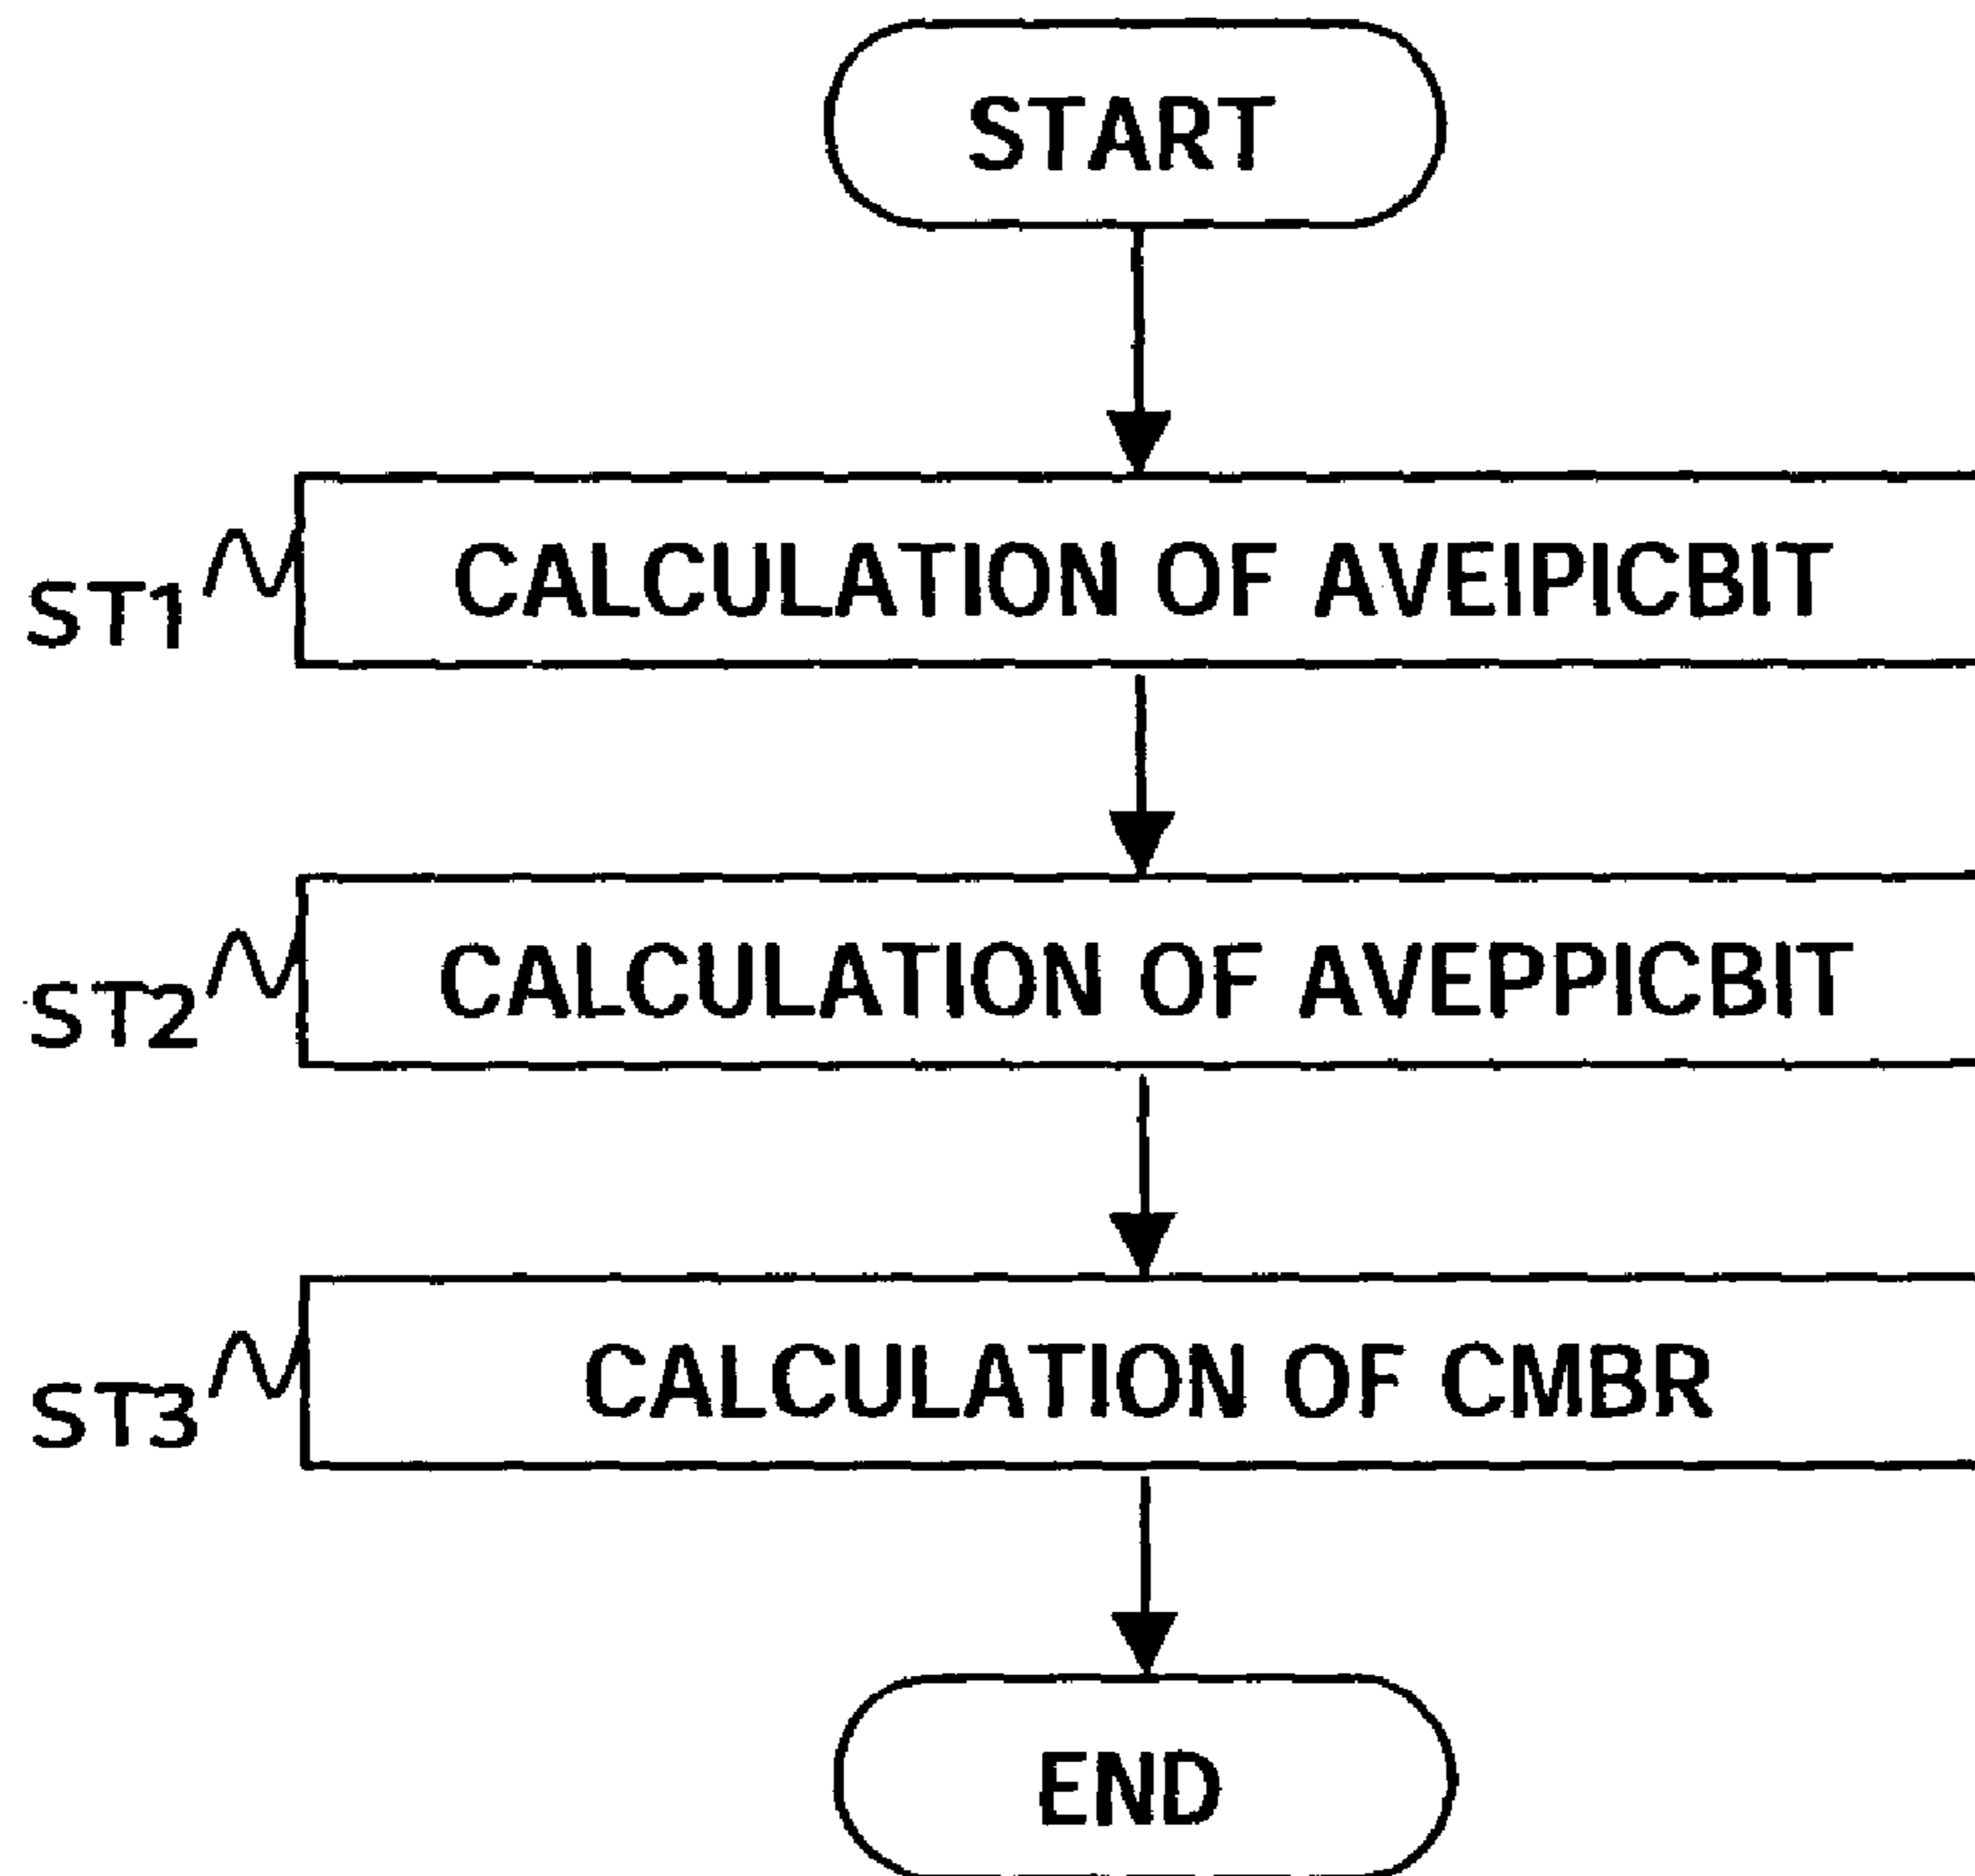 START
ST1
CALCULATION OF AVEIPICBIT
ST2
CALCULATION OF AVEPPICBIT
ST3
CALCULATION OF CMBR
END